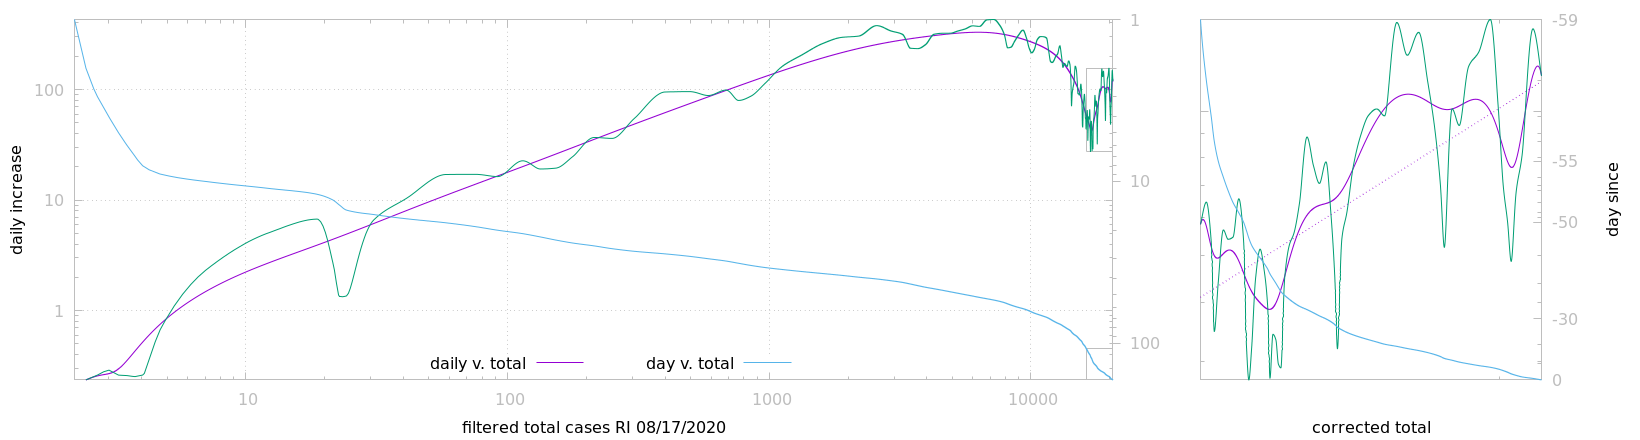 1
-59
100
daily increase
10
-55
10
-50
day since
1
-30
100
daily v. total
day v. total
0
10
100
1000
10000
filtered total cases RI 08/17/2020
corrected total